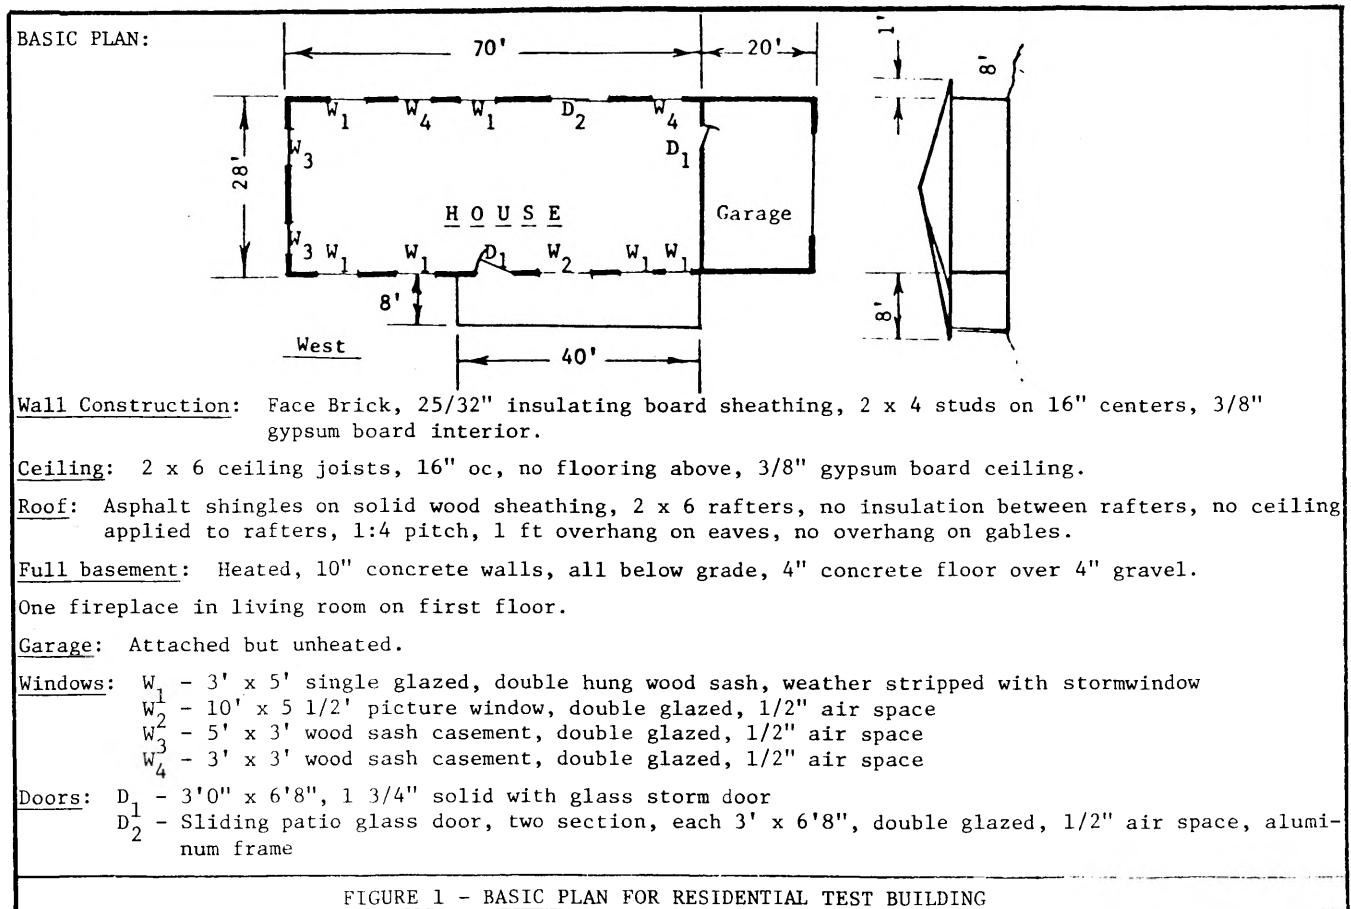 BASIC PLAN:
70'
20'
1'
8'
W1 W4 W1 D2 W4
W3
D1
28'
H O U S E
Garage
W3
W1 W1 D1 W2 W1 W1
8'
8'
West
40'
Wall Construction: Face Brick, 25/32" insulating board sheathing, 2 x 4 studs on 16" centers, 3/8"
gypsum board interior.
Ceiling: 2 x 6 ceiling joists, 16" oc, no flooring above, 3/8" gypsum board ceiling.
Roof: Asphalt shingles on solid wood sheathing, 2 x 6 rafters, no insulation between rafters, no ceiling
applied to rafters, 1:4 pitch, 1 ft overhang on eaves, no overhang on gables.
Full basement: Heated, 10" concrete walls, all below grade, 4" concrete floor over 4" gravel.
One fireplace in living room on first floor.
Garage: Attached but unheated.
Windows: W1 - 3' x 5' single glazed, double hung wood sash, weather stripped with stormwindow
W2 - 10' x 5 1/2' picture window, double glazed, 1/2" air space
W3 - 5' x 3' wood sash casement, double glazed, 1/2" air space
W4 - 3' x 3' wood sash casement, double glazed, 1/2" air space
Doors: D1 - 3'0" x 6'8", 1 3/4" solid with glass storm door
D2 - Sliding patio glass door, two section, each 3' x 6'8", double glazed, 1/2" air space, alumi-
num frame
FIGURE 1 - BASIC PLAN FOR RESIDENTIAL TEST BUILDING